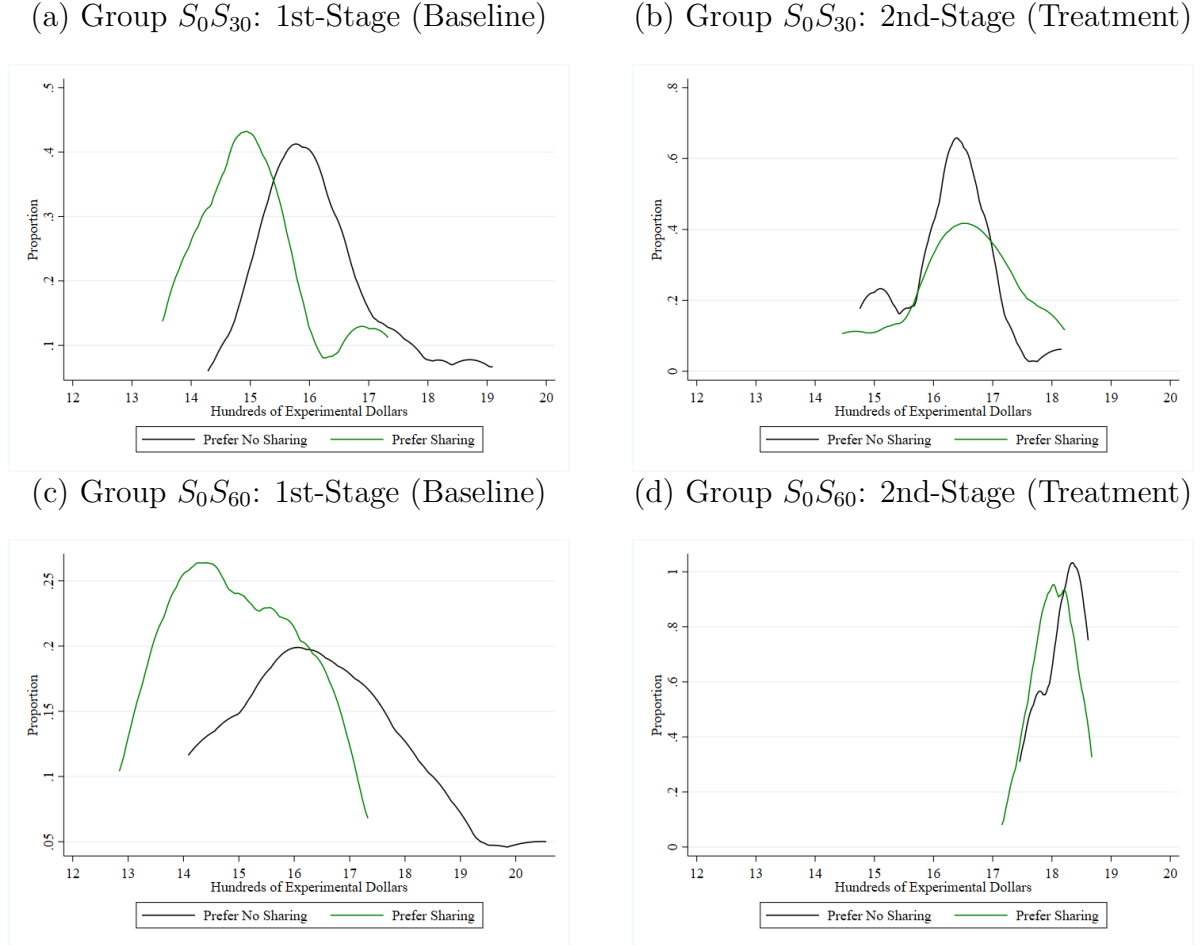 (a) Group S₀S₃₀: 1st-Stage (Baseline)
.5
.4
.3
.2
.1
Proportion
12 13 14 15 16 17 18 19 20
Hundreds of Experimental Dollars
Prefer No Sharing Prefer Sharing
(b) Group S₀S₃₀: 2nd-Stage (Treatment)
.8
.6
.4
.2
0
Proportion
12 13 14 15 16 17 18 19 20
Hundreds of Experimental Dollars
Prefer No Sharing Prefer Sharing
(c) Group S₀S₆₀: 1st-Stage (Baseline)
.25
.2
.15
.1
.05
Proportion
12 13 14 15 16 17 18 19 20
Hundreds of Experimental Dollars
Prefer No Sharing Prefer Sharing
(d) Group S₀S₆₀: 2nd-Stage (Treatment)
1
.8
.6
.4
.2
0
Proportion
12 13 14 15 16 17 18 19 20
Hundreds of Experimental Dollars
Prefer No Sharing Prefer Sharing